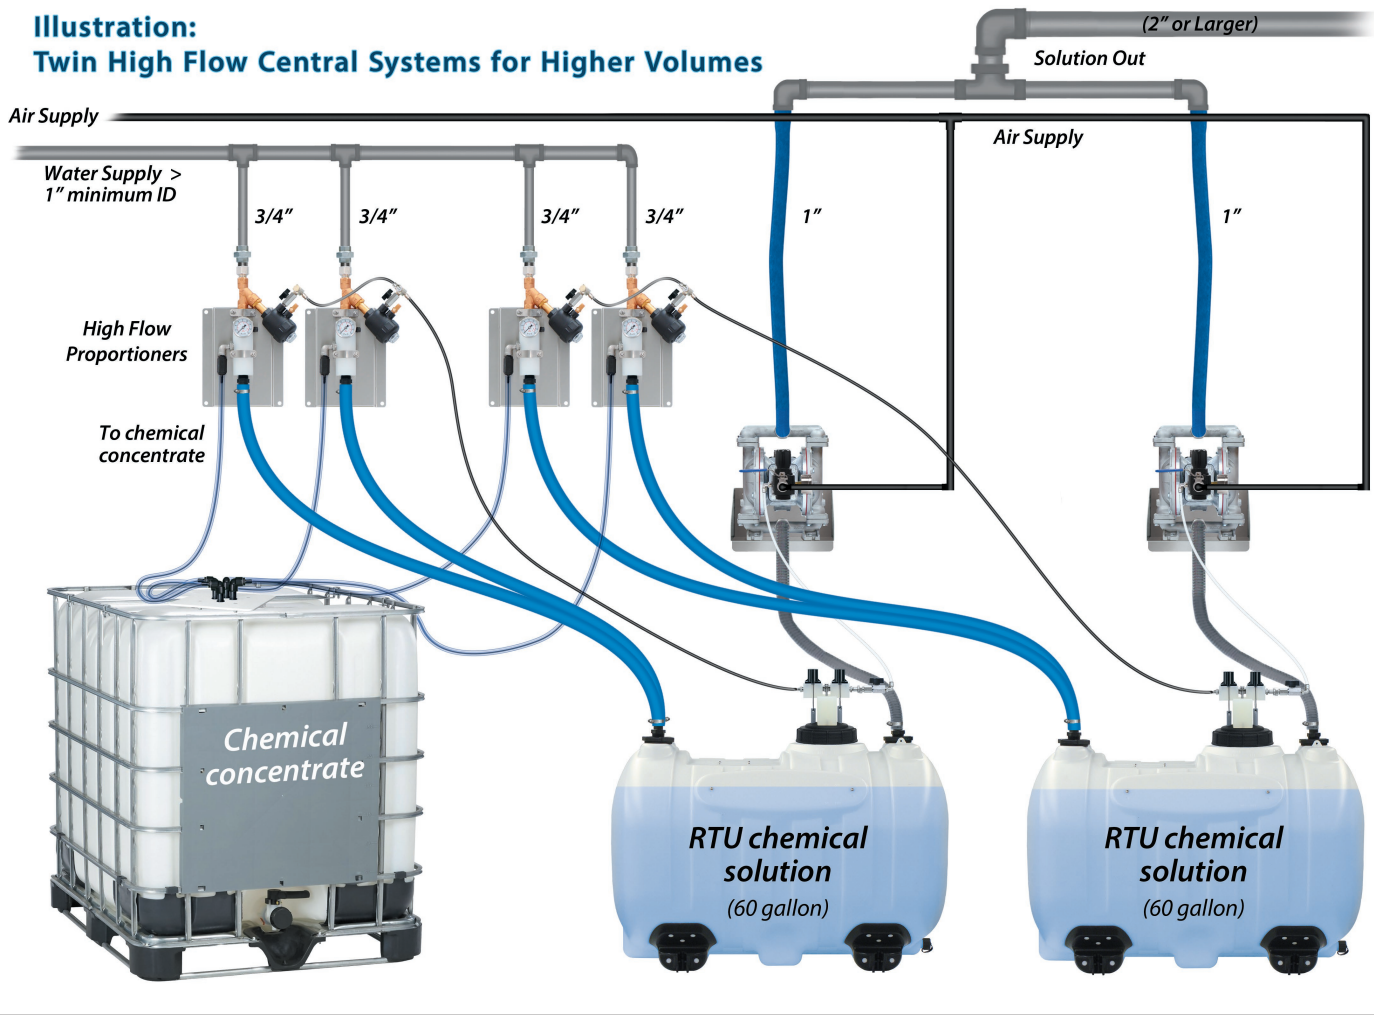 Illustration:
Twin High Flow Central Systems for Higher Volumes
(2” or Larger)
Solution Out
Air Supply
Air Supply
Water Supply >
1” minimum ID
3/4”
3/4”
3/4”
3/4”
1”
1”
High Flow
Proportioners
To chemical
concentrate
Chemical
concentrate
RTU chemical
solution
(60 gallon)
RTU chemical
solution
(60 gallon)